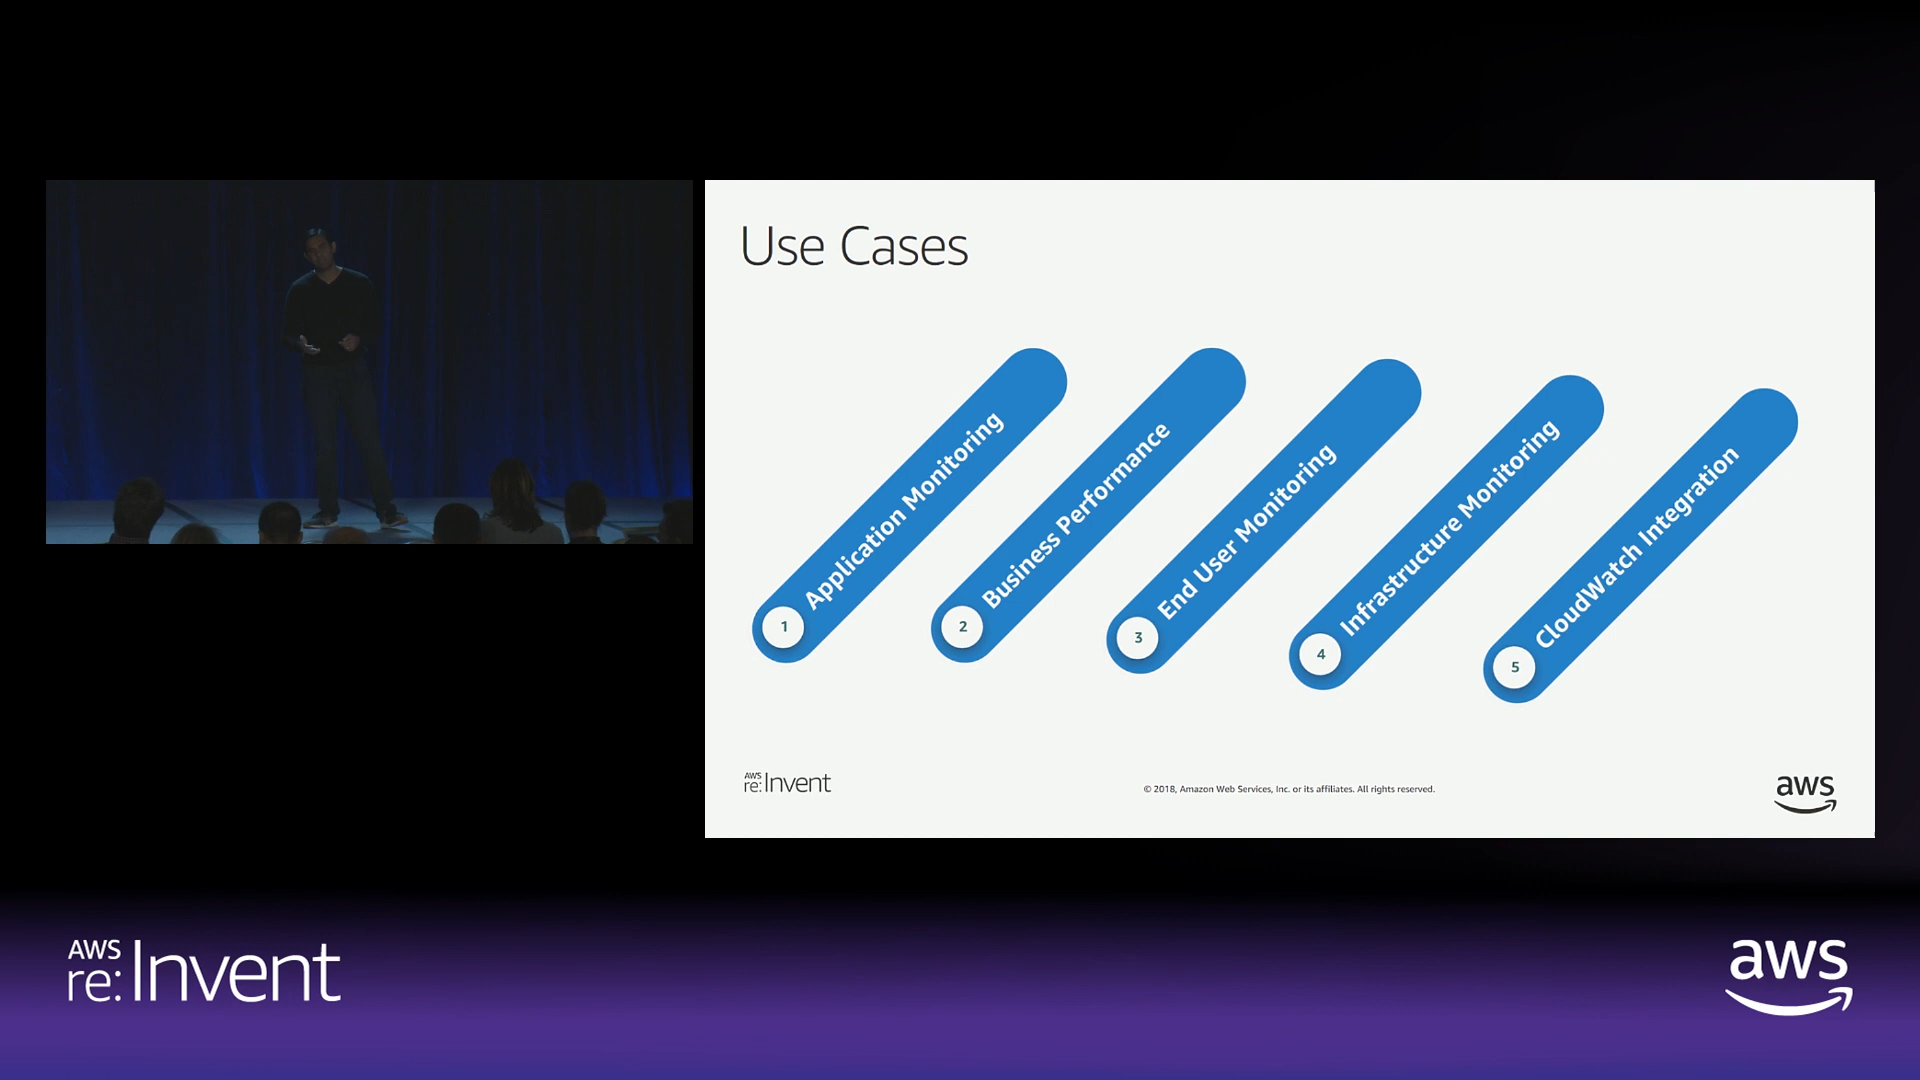 Use Cases
1 Application Monitoring
2 Business Performance
3 End User Monitoring
4 Infrastructure Monitoring
5 CloudWatch Integration
AWS
re:Invent
© 2018, Amazon Web Services, Inc. or its affiliates. All rights reserved.
aws
AWS
re:Invent
aws